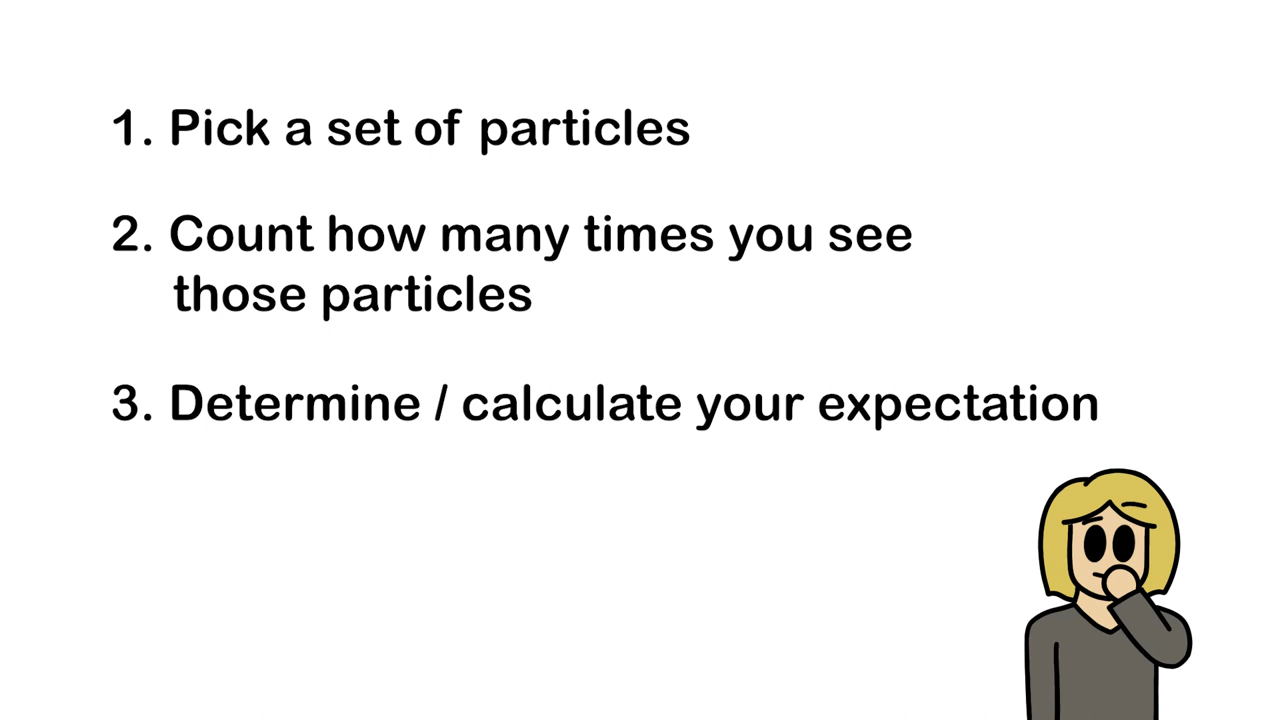 1. Pick a set of particles
2. Count how many times you see
those particles
3. Determine / calculate your expectation